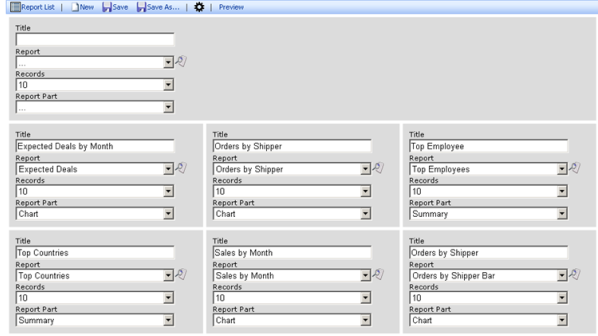 Report List | New Save Save As... | Preview
Title
Report
...
Records
10
Report Part
...
Title Title Title
Expected Deals by Month Orders by Shipper Top Employee
Report Report Report
Expected Deals Orders by Shipper Top Employees
Records Records Records
10 10 10
Report Part Report Part Report Part
Chart Chart Summary
Title Title Title
Top Countries Sales by Month Orders by Shipper
Report Report Report
Top Countries Sales by Month Orders by Shipper Bar
Records Records Records
10 10 10
Report Part Report Part Report Part
Summary Chart Chart